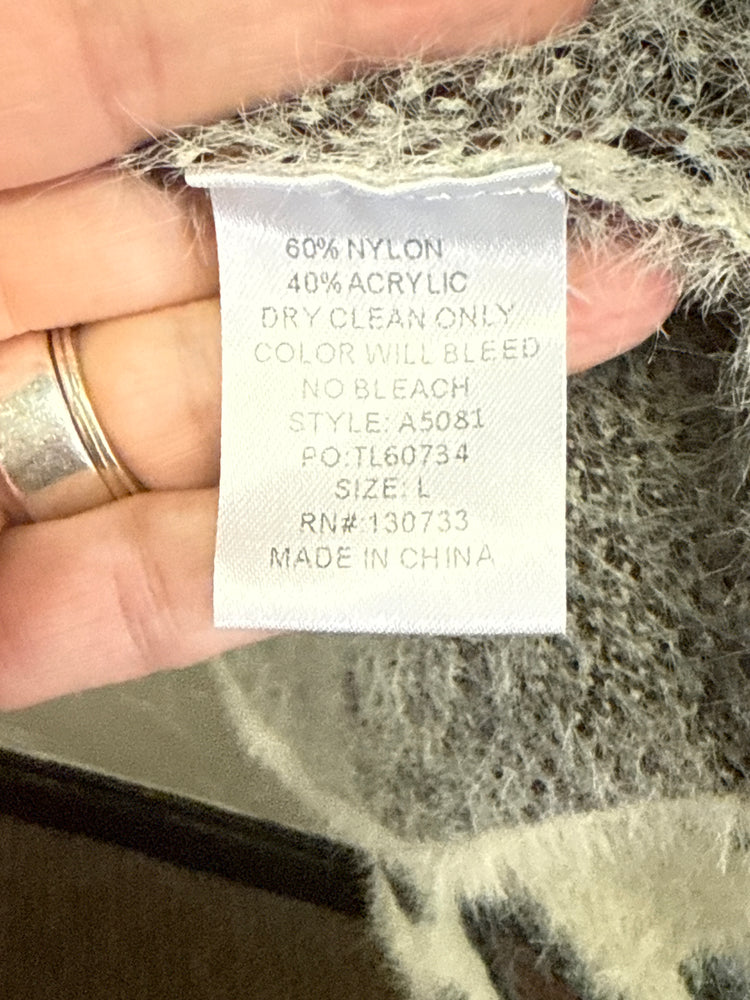 60% NYLON
40% ACRYLIC
DRY CLEAN ONLY
COLOR WILL BLEED
NO BLEACH
STYLE: A5081
PO:TL60734
SIZE: L
RN#:130733
MADE IN CHINA